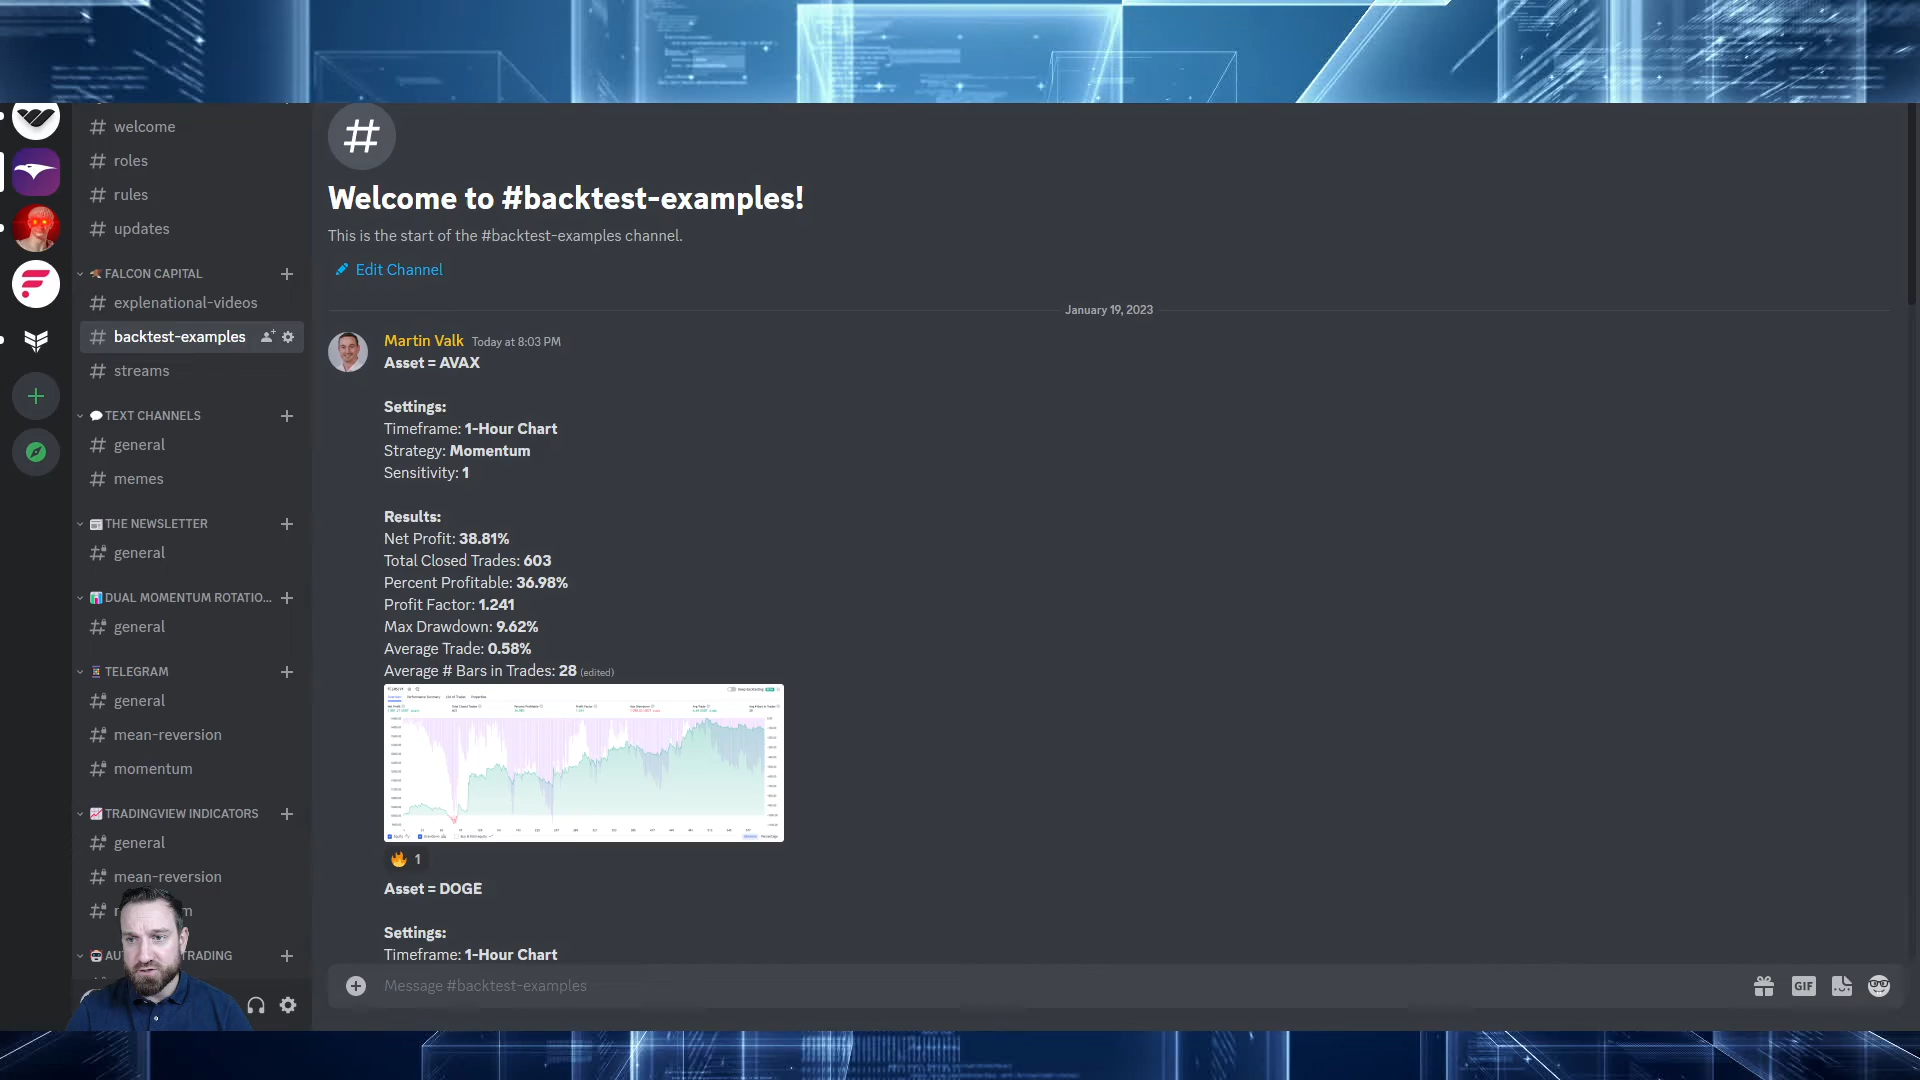 welcome
roles
rules
updates
FALCON CAPITAL
explenational-videos
backtest-examples
streams
TEXT CHANNELS
general
memes
THE NEWSLETTER
general
DUAL MOMENTUM ROTATIO...
general
TELEGRAM
general
mean-reversion
momentum
TRADINGVIEW INDICATORS
general
mean-reversion
Welcome to #backtest-examples!
This is the start of the #backtest-examples channel.
Edit Channel
January 19, 2023
Martin Valk Today at 8:03 PM
Asset = AVAX
Settings:
Timeframe: 1-Hour Chart
Strategy: Momentum
Sensitivity: 1
Results:
Net Profit: 38.81%
Total Closed Trades: 603
Percent Profitable: 36.98%
Profit Factor: 1.241
Max Drawdown: 9.62%
Average Trade: 0.58%
Average # Bars in Trades: 28 (edited)
🔥 1
Asset = DOGE
Settings:
Timeframe: 1-Hour Chart
Message #backtest-examples
GIF